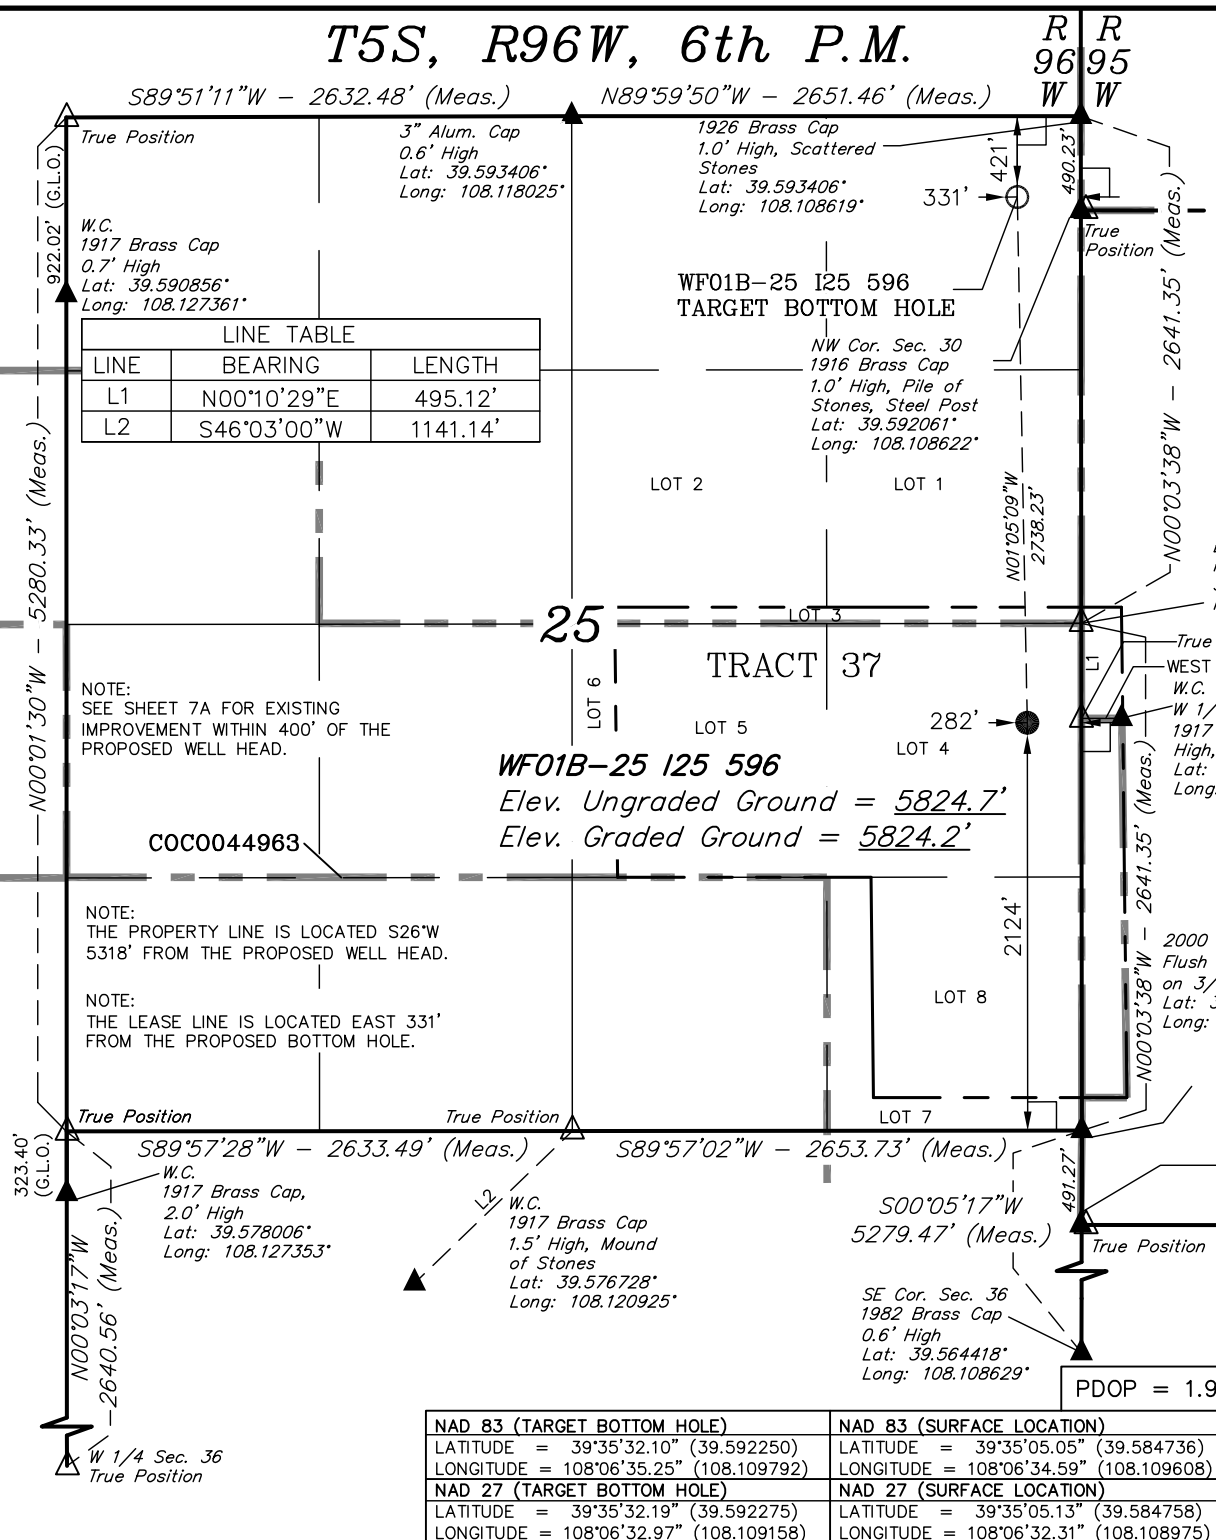 T5S, R96W, 6th P.M.
R R
96 95
W W
S89°51'11"W - 2632.48' (Meas.)
N89°59'50"W - 2651.46' (Meas.)
True Position
3" Alum. Cap
0.6' High
Lat: 39.593406°
Long: 108.118025°
1926 Brass Cap
1.0' High, Scattered
Stones
Lat: 39.593406°
Long: 108.108619°
421'
331'
490.23'
True
Position
922.02' (G.L.O.)
W.C.
1917 Brass Cap
0.7' High
Lat: 39.590856°
Long: 108.127361°
WF01B-25 I25 596
TARGET BOTTOM HOLE
N00°03'38"W - 2641.35' (Meas.)
LINE TABLE
LINE BEARING LENGTH
L1 N00°10'29"E 495.12'
L2 S46°03'00"W 1141.14'
NW Cor. Sec. 30
1916 Brass Cap
1.0' High, Pile of
Stones, Steel Post
Lat: 39.592061°
Long: 108.108622°
LOT 2
LOT 1
N01°05'09"W
2738.23'
N00°01'30"W - 5280.33' (Meas.)
25
LOT 3
TRACT 37
LOT 6
L1
True
WEST
W.C.
W 1/
1917
High,
Lat:
Long:
NOTE:
SEE SHEET 7A FOR EXISTING
IMPROVEMENT WITHIN 400' OF THE
PROPOSED WELL HEAD.
LOT 5
282'
LOT 4
WF01B-25 I25 596
Elev. Ungraded Ground = 5824.7'
Elev. Graded Ground = 5824.2'
COC0044963
N00°03'38"W - 2641.35' (Meas.)
2124'
NOTE:
THE PROPERTY LINE IS LOCATED S26°W
5318' FROM THE PROPOSED WELL HEAD.
2000
Flush
on 3/
Lat: 3
Long:
LOT 8
NOTE:
THE LEASE LINE IS LOCATED EAST 331'
FROM THE PROPOSED BOTTOM HOLE.
True Position
True Position
LOT 7
S89°57'28"W - 2633.49' (Meas.)
S89°57'02"W - 2653.73' (Meas.)
323.40'
(G.L.O.)
W.C.
1917 Brass Cap,
2.0' High
Lat: 39.578006°
Long: 108.127353°
L2
W.C.
1917 Brass Cap
1.5' High, Mound
of Stones
Lat: 39.576728°
Long: 108.120925°
S00°05'17"W
5279.47' (Meas.)
491.27'
True Position
N00°03'17"W
2640.56' (Meas.)
SE Cor. Sec. 36
1982 Brass Cap
0.6' High
Lat: 39.564418°
Long: 108.108629°
PDOP = 1.9
W 1/4 Sec. 36
True Position
NAD 83 (TARGET BOTTOM HOLE)
LATITUDE = 39°35'32.10" (39.592250)
LONGITUDE = 108°06'35.25" (108.109792)
NAD 27 (TARGET BOTTOM HOLE)
LATITUDE = 39°35'32.19" (39.592275)
LONGITUDE = 108°06'32.97" (108.109158)
NAD 83 (SURFACE LOCATION)
LATITUDE = 39°35'05.05" (39.584736)
LONGITUDE = 108°06'34.59" (108.109608)
NAD 27 (SURFACE LOCATION)
LATITUDE = 39°35'05.13" (39.584758)
LONGITUDE = 108°06'32.31" (108.108975)